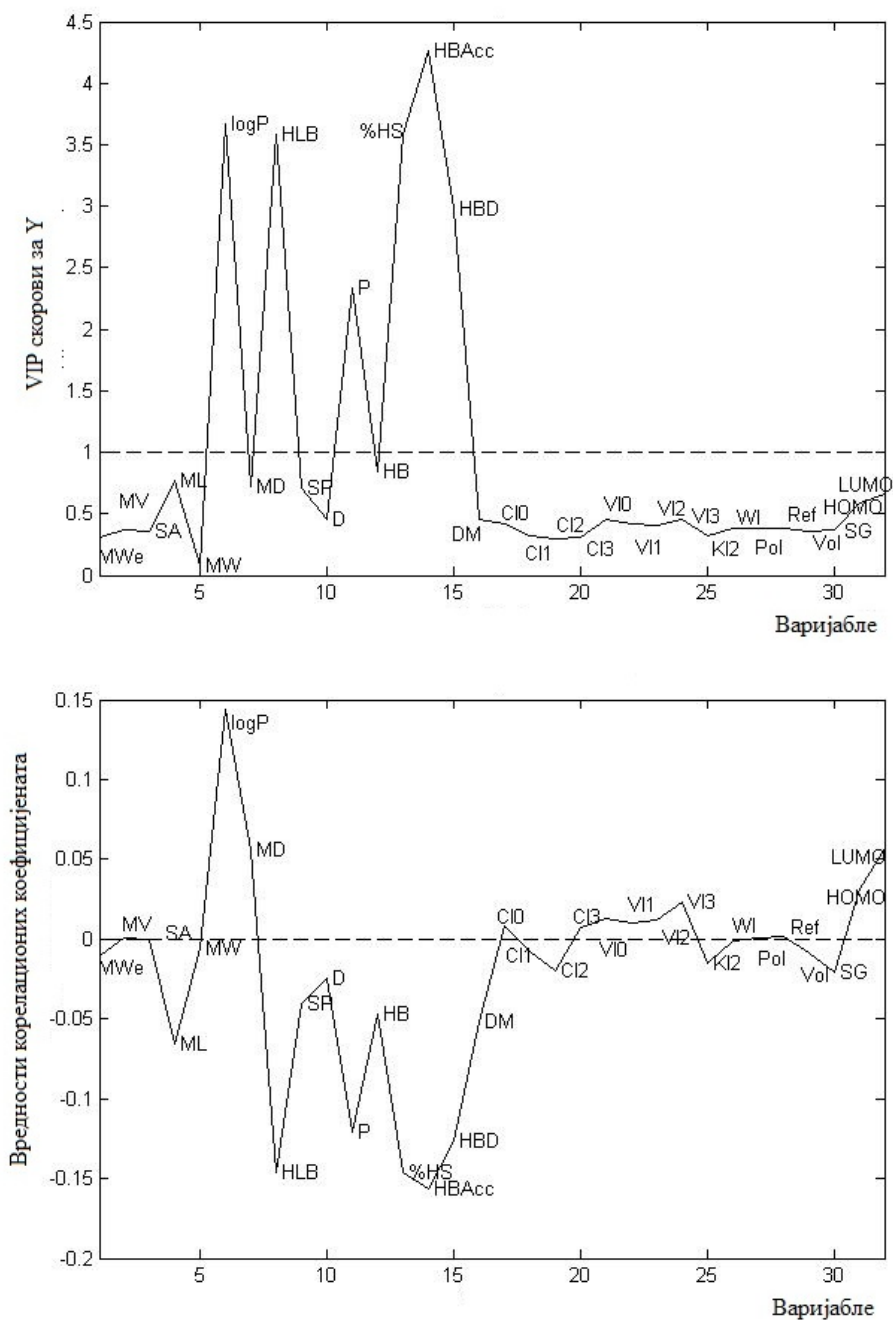 4.5
HBAcc
4
logP
HLB
%HS
3.5
3
HBD
VIP скорови за Y
2.5
P
2
1.5
1
HB
MV
ML
MD
SP
D
0.5
SA
MWe
MW
DM
CI0
CI1
CI2
CI3
VI0
VI1
VI2
VI3
KI2
WI
Pol
Ref
Vol
SG
HOMO
LUMO
0
5
10
15
20
25
30
Варијабле
0.15
logP
0.1
MD
0.05
LUMO
HOMO
MV
SA
0
MWe
MW
ML
D
SP
HB
DM
CI0
CI1
CI2
CI3
VI0
VI1
VI2
VI3
KI2
WI
Pol
Ref
Vol
SG
-0.05
-0.1
P
HBD
-0.15
HLB
%HS
HBAcc
-0.2
Вредности корелационих коефицијената
5
10
15
20
25
30
Варијабле